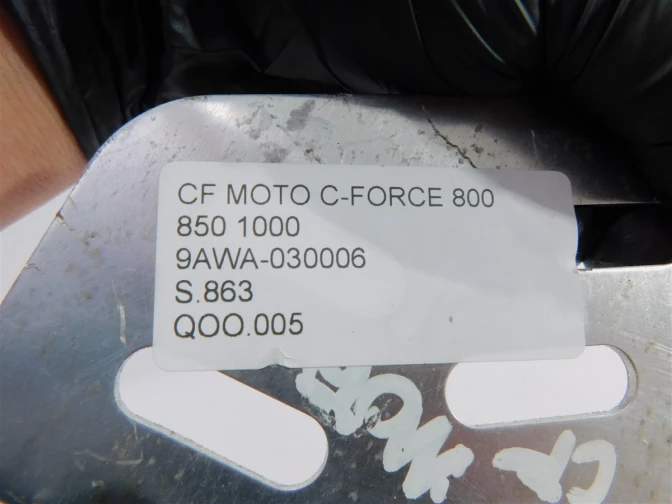 CF MOTO C-FORCE 800
850 1000
9AWA-030006
S.863
QOO.005